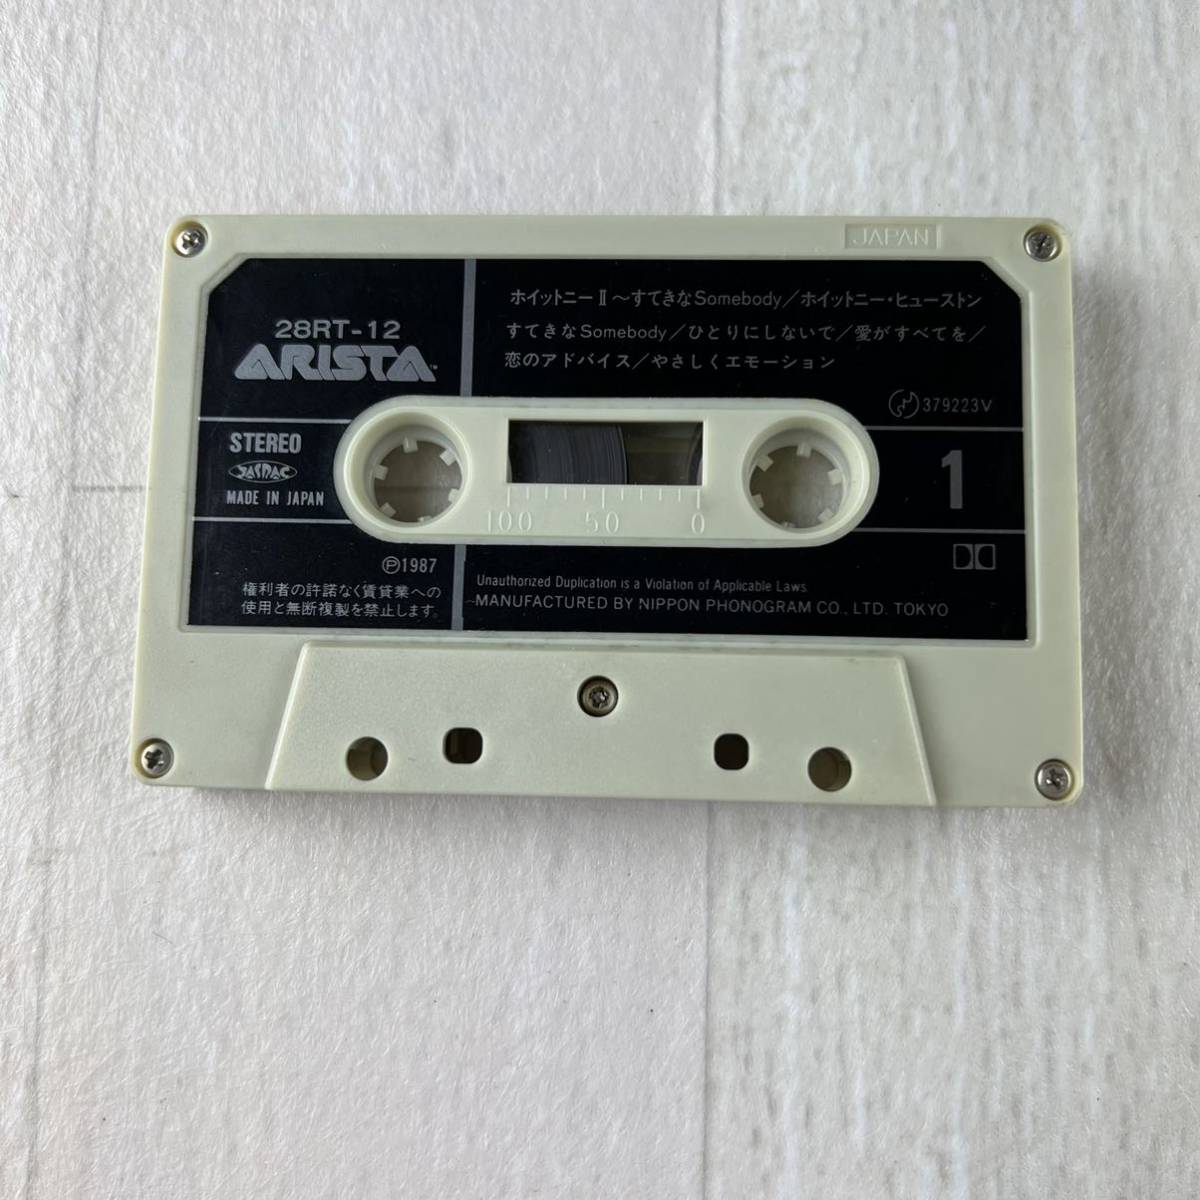 JAPAN
28RT-12
ARISTA
ホイットニーⅡ～すてきなSomebody／ホイットニー・ヒューストン
すてきなSomebody／ひとりにしないで／愛がすべてを／
恋のアドバイス／やさしくエモーション
379223V
STEREO
JASRAC
MADE IN JAPAN
100 50 0
1
Ⓟ1987
権利者の許諾なく賃貸業への
使用と無断複製を禁止します。
Unauthorized Duplication is a Violation of Applicable Laws.
MANUFACTURED BY NIPPON PHONOGRAM CO., LTD. TOKYO